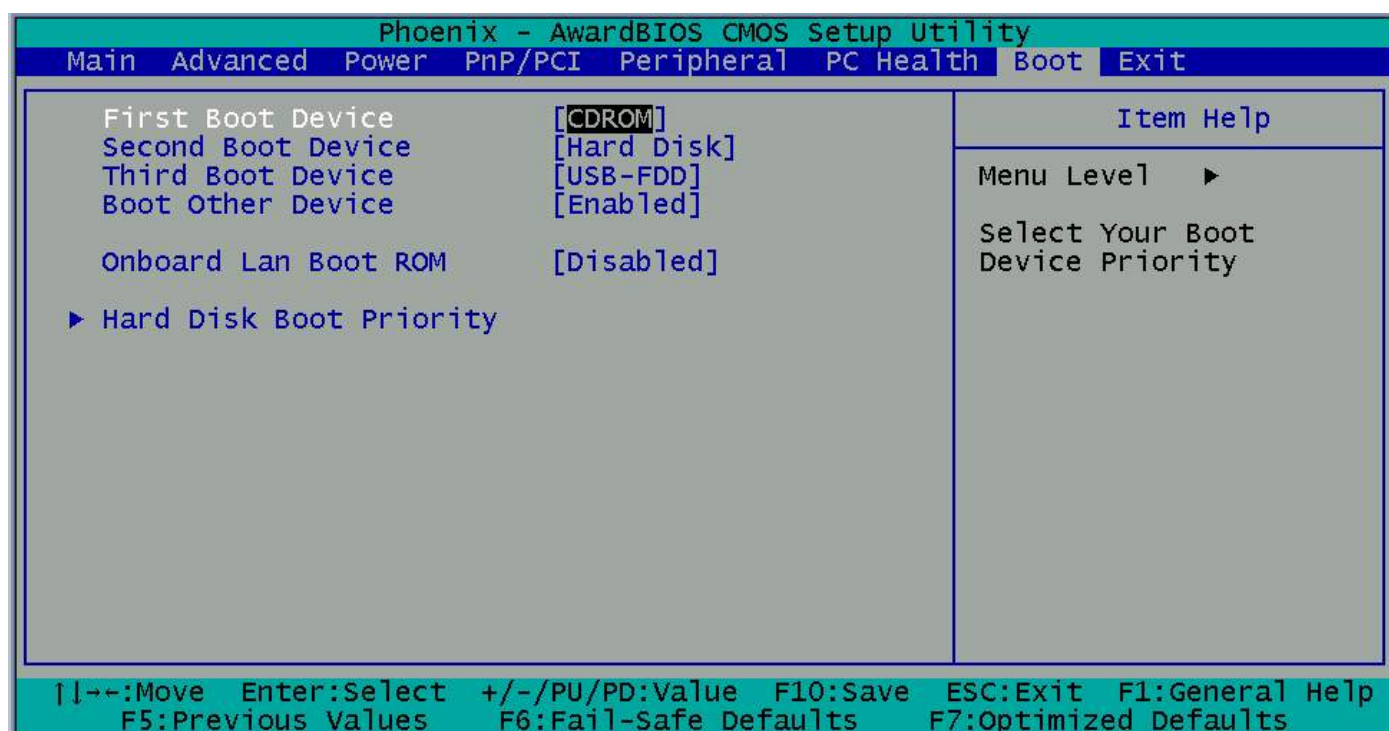 Phoenix - AwardBIOS CMOS Setup Utility
Main Advanced Power PnP/PCI Peripheral PC Health Boot Exit
First Boot Device [CDROM]
Second Boot Device [Hard Disk]
Third Boot Device [USB-FDD]
Boot Other Device [Enabled]
Onboard Lan Boot ROM [Disabled]
▶ Hard Disk Boot Priority
Item Help
Menu Level ▶
Select Your Boot
Device Priority
↑↓→←:Move Enter:Select +/-/PU/PD:Value F10:Save ESC:Exit F1:General Help
F5:Previous Values F6:Fail-Safe Defaults F7:Optimized Defaults